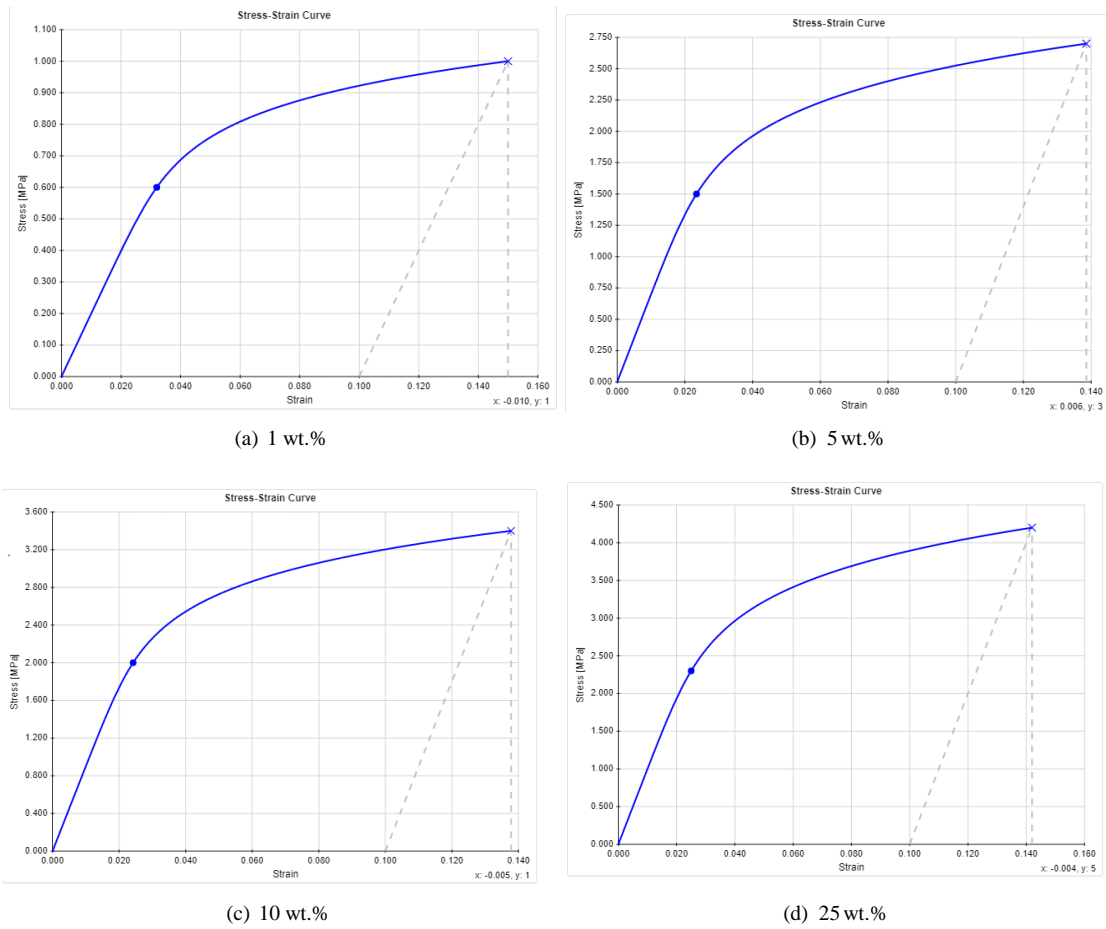 Stress-Strain Curve
1.100
1.000
0.900
0.800
0.700
0.600
0.500
0.400
0.300
0.200
0.100
0.000
Stress [MPa]
0.000 0.020 0.040 0.060 0.080 0.100 0.120 0.140 0.160
Strain
x: -0.010, y: 1
(a) 1 wt.%
Stress-Strain Curve
2.750
2.500
2.250
2.000
1.750
1.500
1.250
1.000
0.750
0.500
0.250
0.000
Stress [MPa]
0.000 0.020 0.040 0.060 0.080 0.100 0.120 0.140
Strain
x: 0.006, y: 3
(b) 5 wt.%
Stress-Strain Curve
3.600
3.200
2.800
2.400
2.000
1.600
1.200
0.800
0.400
0.000
Stress [MPa]
0.000 0.020 0.040 0.060 0.080 0.100 0.120 0.140
Strain
x: -0.005, y: 1
(c) 10 wt.%
Stress-Strain Curve
4.500
4.000
3.500
3.000
2.500
2.000
1.500
1.000
0.500
0.000
Stress [MPa]
0.000 0.020 0.040 0.060 0.080 0.100 0.120 0.140 0.160
Strain
x: -0.004, y: 5
(d) 25 wt.%